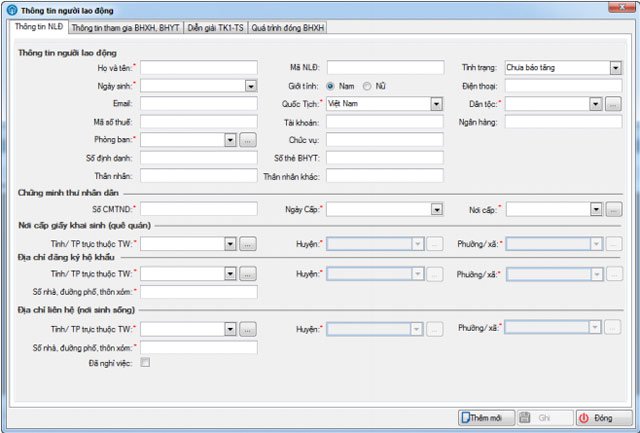 Thông tin người lao động
Thông tin NLĐ Thông tin tham gia BHXH, BHYT Diễn giải TK1-TS Quá trình đóng BHXH
Thông tin người lao động
Họ và tên:* Mã NLĐ: Tình trạng: Chưa báo tăng
Ngày sinh:* Giới tính: Nam Nữ Điện thoại:
Email: Quốc Tịch:* Việt Nam Dân tộc:* ...
Mã số thuế: Tài khoản: Ngân hàng:
Phòng ban:* ... Chức vụ:
Số định danh: Số thẻ BHYT:
Thân nhân: Thân nhân khác:
Chứng minh thư nhân dân
Số CMTND:* Ngày Cấp:* Nơi cấp:* ...
Nơi cấp giấy khai sinh (quê quán)
Tỉnh/ TP trực thuộc TW:* ... Huyện:* ... Phường/ xã:* ...
Địa chỉ đăng ký hộ khẩu
Tỉnh/ TP trực thuộc TW:* ... Huyện:* ... Phường/ xã:* ...
Số nhà, đường phố, thôn xóm:*
Địa chỉ liên hệ (nơi sinh sống)
Tỉnh/ TP trực thuộc TW:* ... Huyện:* ... Phường/ xã:* ...
Số nhà, đường phố, thôn xóm:*
Đã nghỉ việc:
Thêm mới Ghi Đóng